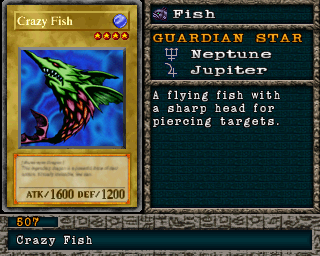 Crazy Fish
ATK/1600 DEF/1200
Fish
GUARDIAN STAR
Neptune
Jupiter
A flying fish with
a sharp head for
piercing targets.
507
Crazy Fish